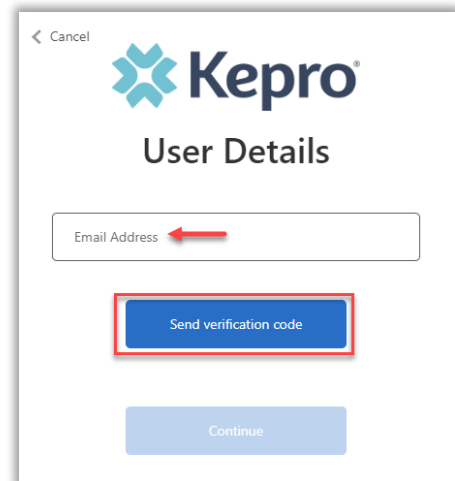 Cancel
Kepro®
User Details
Email Address
Send verification code
Continue